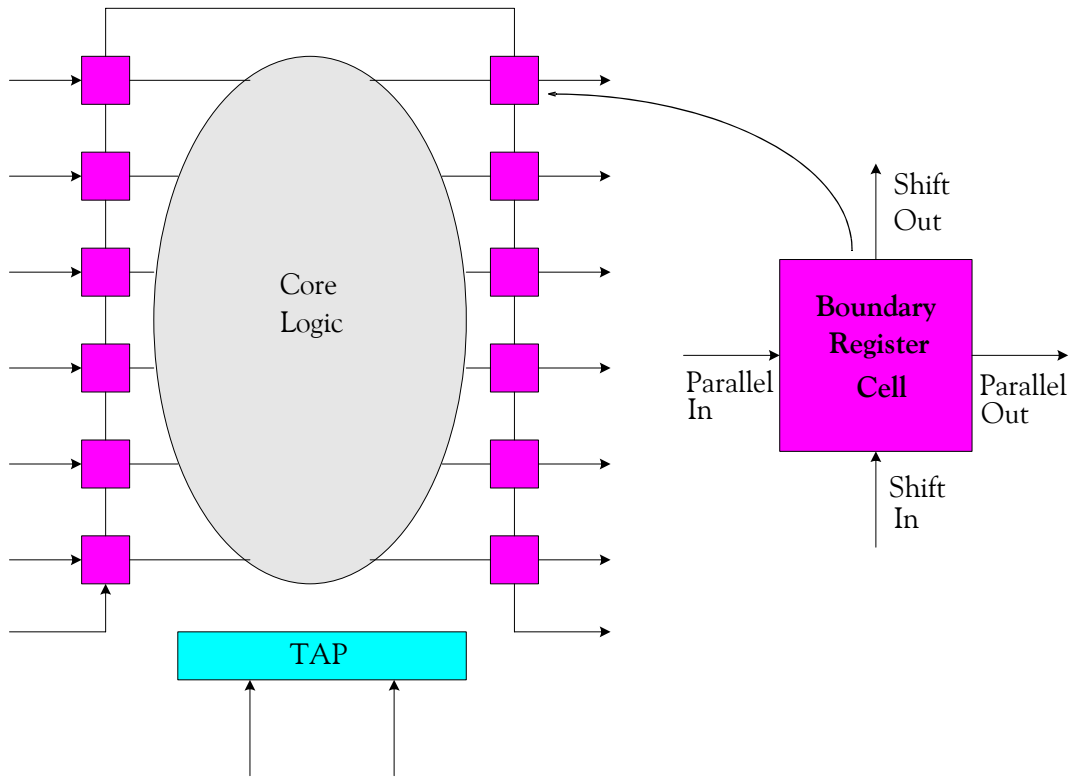 Core
Logic
TAP
Shift
Out
Boundary
Register
Cell
Parallel
In
Parallel
Out
Shift
In